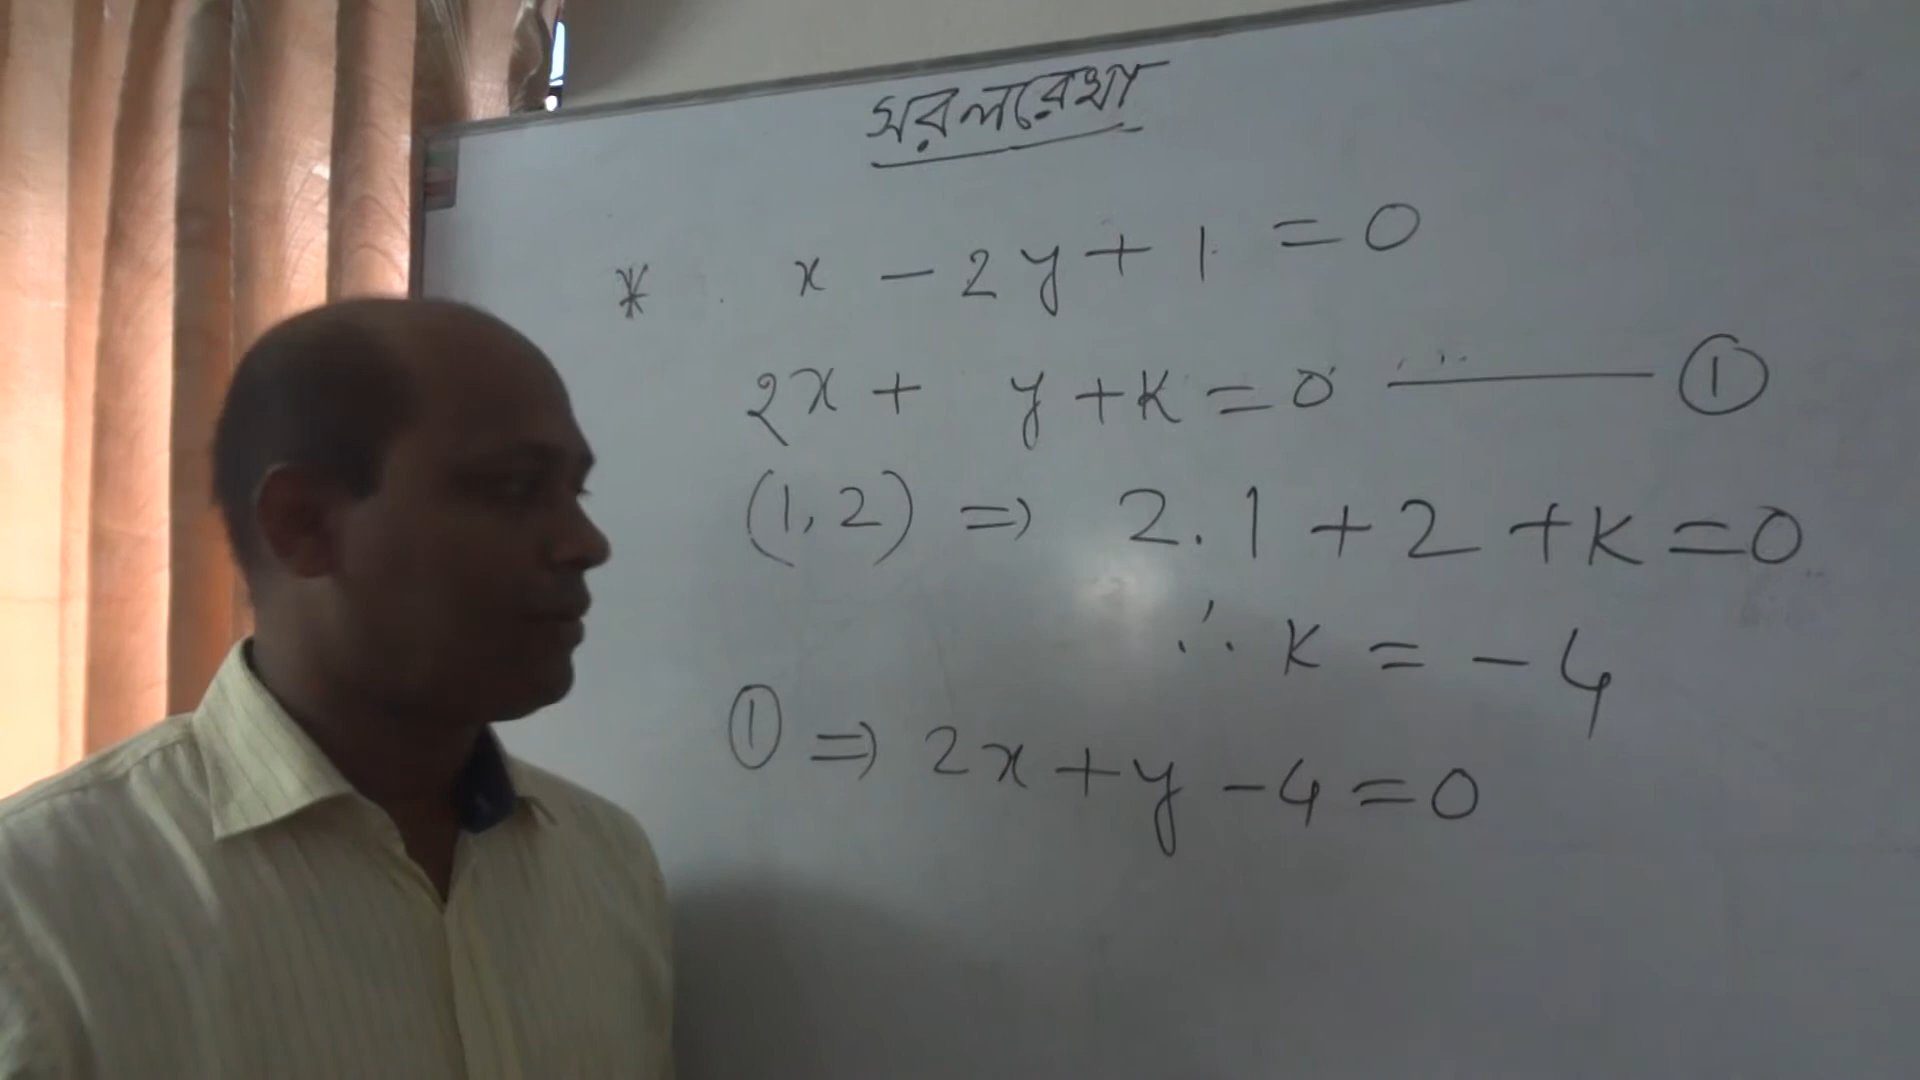 সরলরেখা
* x - 2y + 1 = 0
2x + y + k = 0 ——— ①
(1, 2) ⇒ 2. 1 + 2 + k = 0
∴ k = - 4
① ⇒ 2x + y - 4 = 0